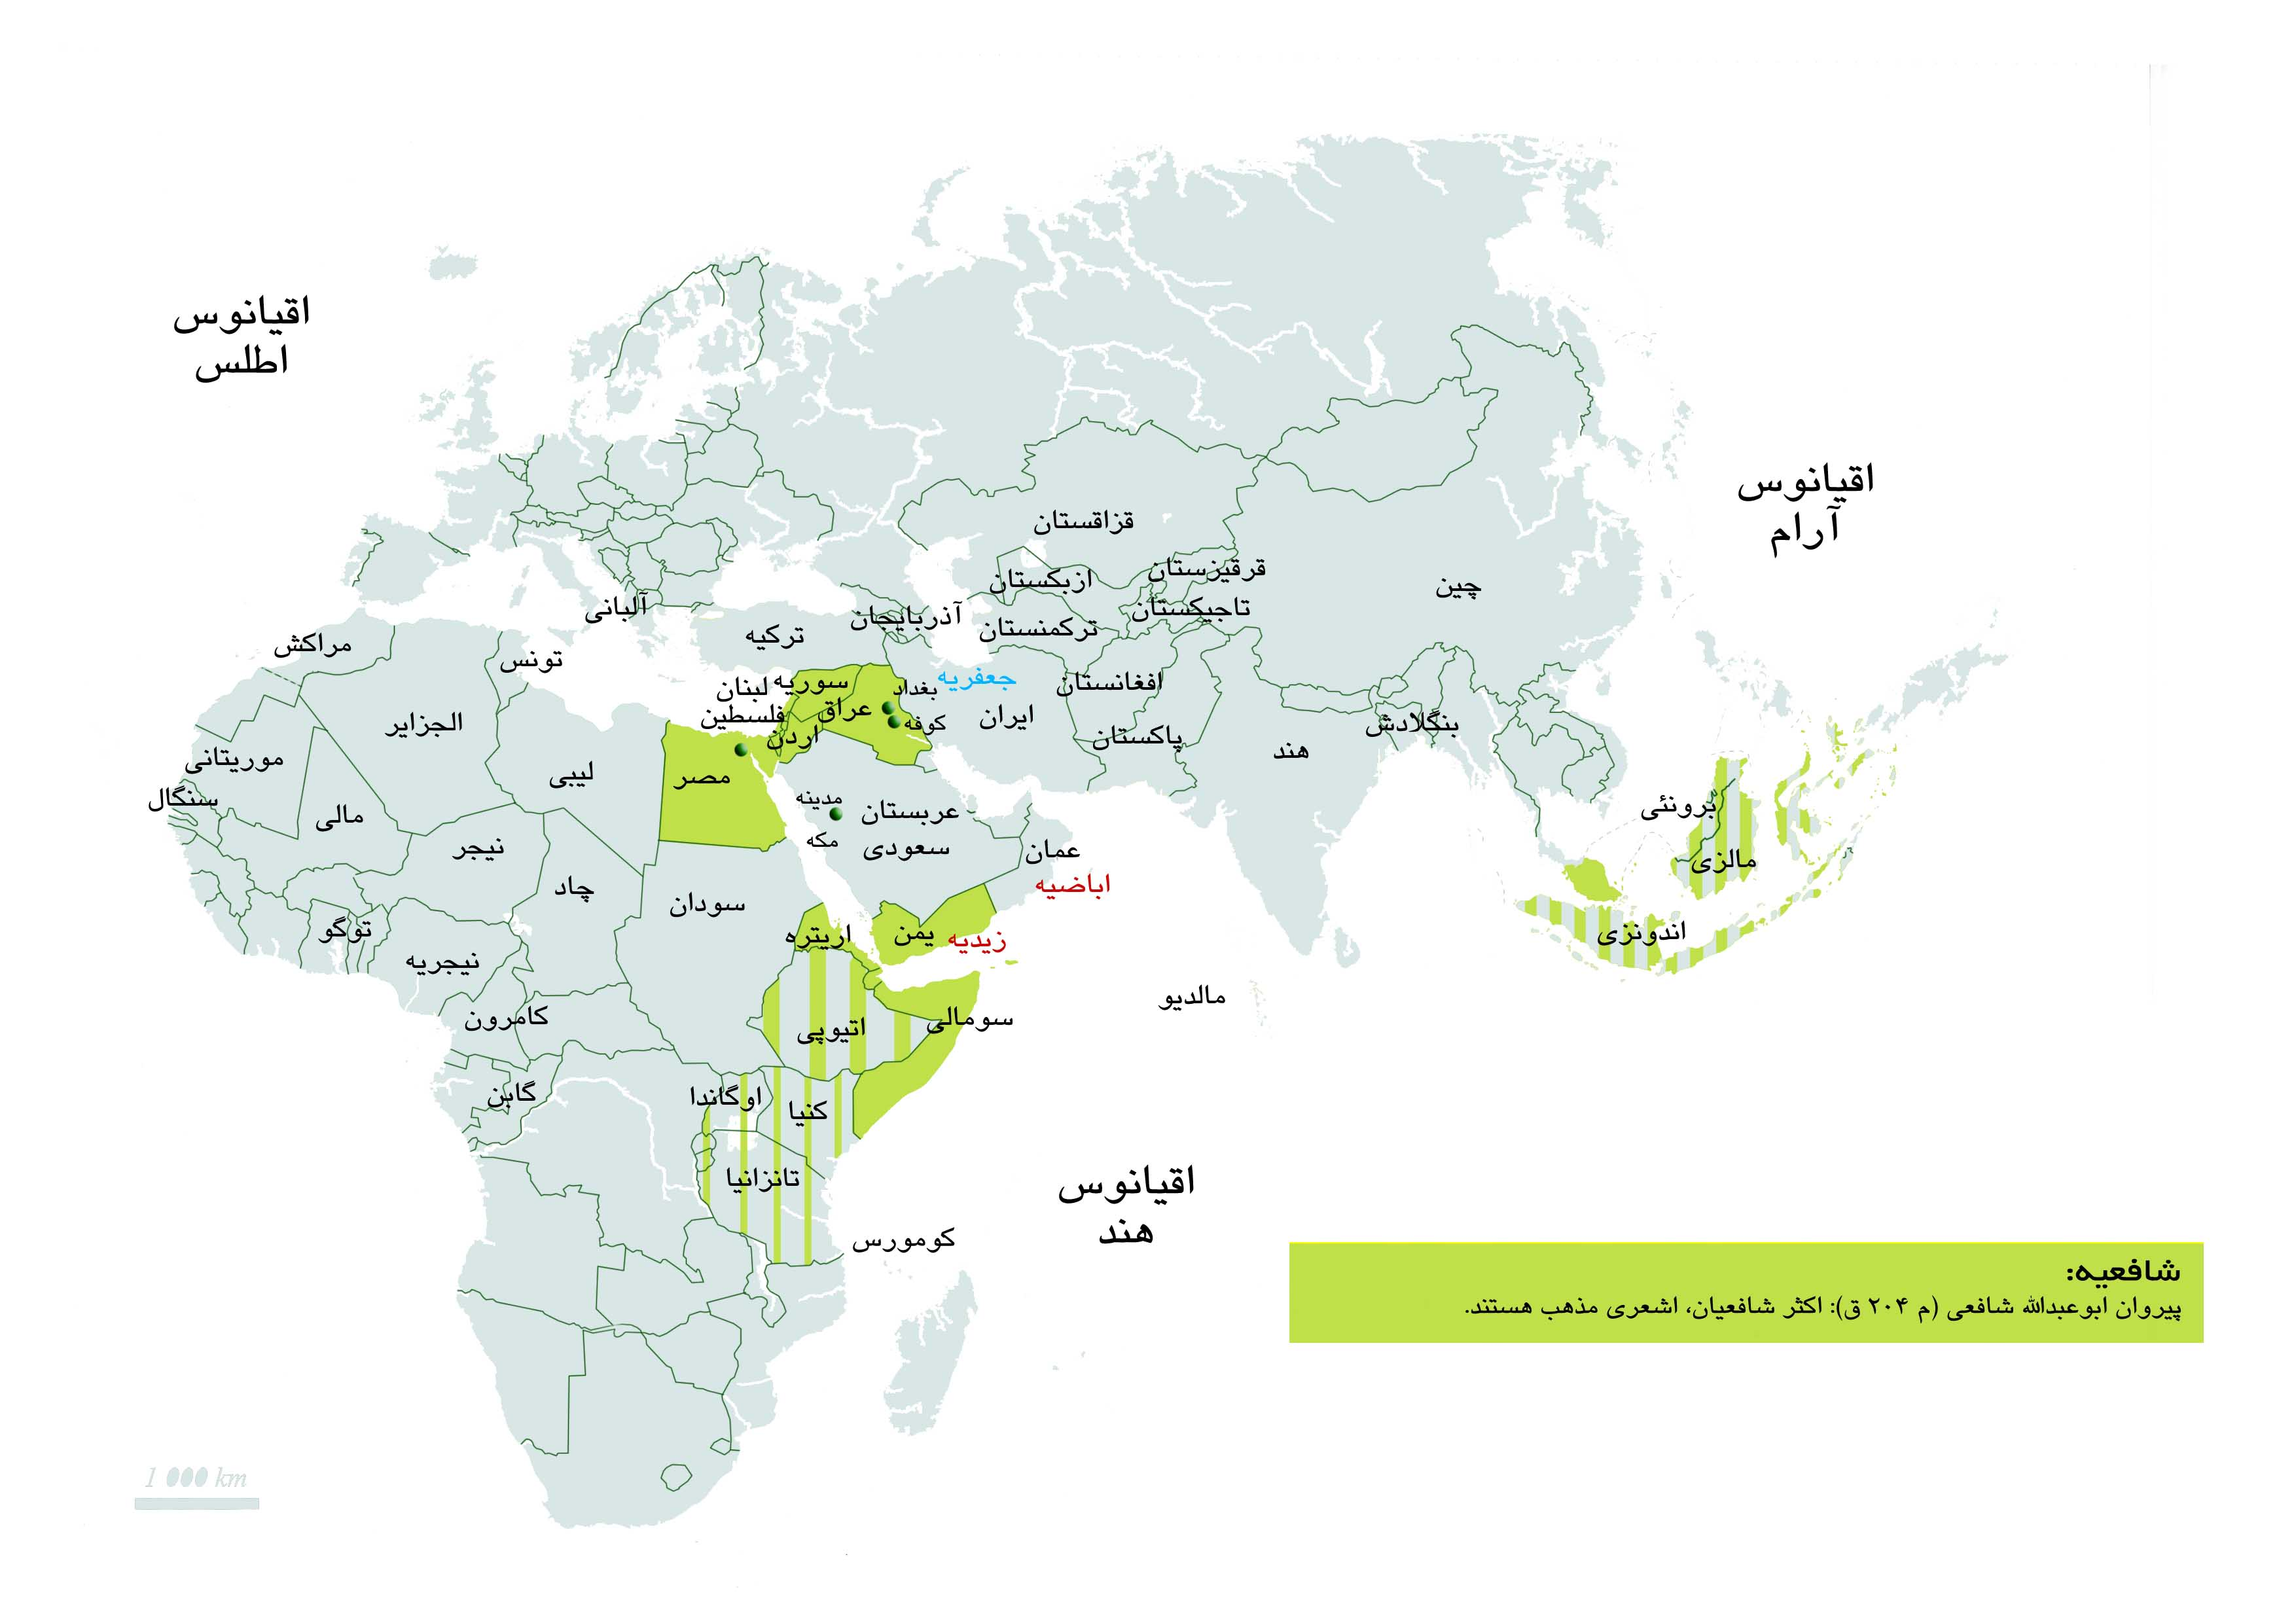 اقیانوس
اطلس
اقیانوس
آرام
قزاقستان
قرقیزستان
ازبکستان
تاجیکستان
چین
آلبانی
آذربایجان
ترکمنستان
ترکیه
مراکش
تونس
لبنان
سوریه
بغداد
جعفریه
افغانستان
فلسطین
عراق
کوفه
ایران
الجزایر
اردن
پاکستان
بنگلادش
هند
موریتانی
لیبی
مصر
سنگال
مالی
مدینه
عربستان
سعودی
مکه
برونئی
نیجر
عمان
مالزی
چاد
اباضیه
سودان
توگو
اریتره
یمن
زیدیه
اندونزی
نیجریه
مالدیو
کامرون
اتیوپی
سومالی
گابن
اوگاندا
کنیا
تانزانیا
اقیانوس
هند
کومورس
شافعیه:
پیروان ابوعبدالله شافعی (م ۲۰۴ ق): اکثر شافعیان، اشعری مذهب هستند.
1 000 km